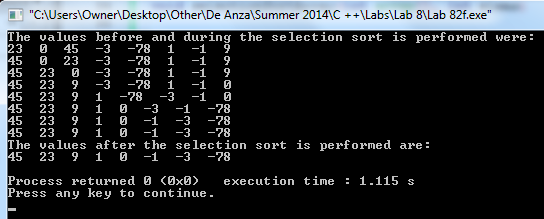 "C:\Users\Owner\Desktop\Other\De Anza\Summer 2014\C ++\Labs\Lab 8\Lab 82f.exe"
The values before and during the selection sort is performed were:
23 0 45 -3 -78 1 -1 9
45 0 23 -3 -78 1 -1 9
45 23 0 -3 -78 1 -1 9
45 23 9 -3 -78 1 -1 0
45 23 9 1 -78 -3 -1 0
45 23 9 1 0 -3 -1 -78
45 23 9 1 0 -1 -3 -78
45 23 9 1 0 -1 -3 -78
The values after the selection sort is performed are:
45 23 9 1 0 -1 -3 -78
Process returned 0 (0x0) execution time : 1.115 s
Press any key to continue.